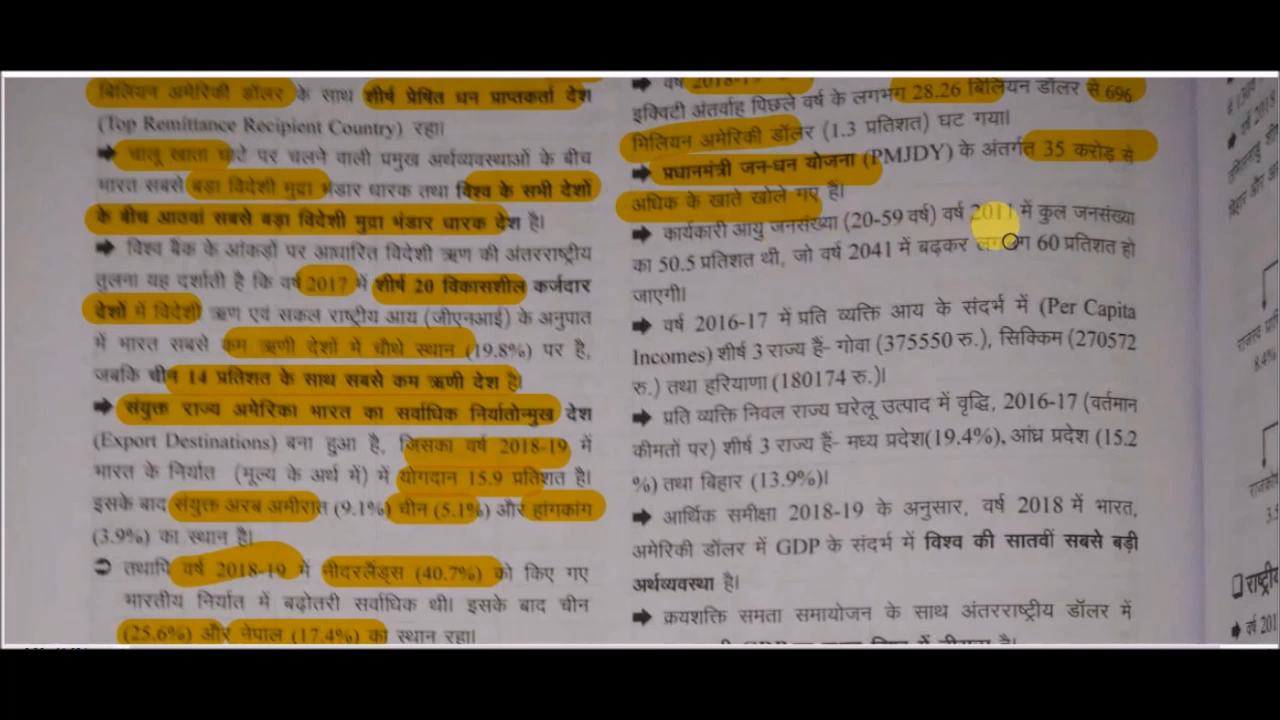 बिलियन अमेरिकी डॉलर के साथ शीर्ष प्रेषित धन प्राप्तकर्ता देश
(Top Remittance Recipient Country) रहा।
➡ चालू खाता घाटे पर चलने वाली प्रमुख अर्थव्यवस्थाओं के बीच
भारत सबसे बड़ा विदेशी मुद्रा भंडार धारक तथा विश्व के सभी देशों
के बीच आठवां सबसे बड़ा विदेशी मुद्रा भंडार धारक देश है।
➡ विश्व बैंक के आंकड़ों पर आधारित विदेशी ऋण की अंतरराष्ट्रीय
तुलना यह दर्शाती है कि वर्ष 2017 में शीर्ष 20 विकासशील कर्जदार
देशों में विदेशी ऋण एवं सकल राष्ट्रीय आय (जीएनआई) के अनुपात
में भारत सबसे कम ऋणी देशों में चौथे स्थान (19.8%) पर है,
जबकि चीन 14 प्रतिशत के साथ सबसे कम ऋणी देश है।
➡ संयुक्त राज्य अमेरिका भारत का सर्वाधिक निर्यातोन्मुख देश
(Export Destinations) बना हुआ है, जिसका वर्ष 2018-19 में
भारत के निर्यात (मूल्य के अर्थ में) में योगदान 15.9 प्रतिशत है।
इसके बाद संयुक्त अरब अमीरात (9.1%) चीन (5.1%) और हांगकांग
(3.9%) का स्थान है।
➲ तथापि वर्ष 2018-19 में नीदरलैंड्स (40.7%) को किए गए
भारतीय निर्यात में बढ़ोतरी सर्वाधिक थी। इसके बाद चीन
(25.6%) और नेपाल (17.4%) का स्थान रहा।
➡ वर्ष 2018-19
इक्विटी अंतर्वाह पिछले वर्ष के लगभग 28.26 बिलियन डॉलर से 696
मिलियन अमेरिकी डॉलर (1.3 प्रतिशत) घट गया।
➡ प्रधानमंत्री जन-धन योजना (PMJDY) के अंतर्गत 35 करोड़ से
अधिक के खाते खोले गए हैं।
➡ कार्यकारी आयु जनसंख्या (20-59 वर्ष) वर्ष 2011 में कुल जनसंख्या
का 50.5 प्रतिशत थी, जो वर्ष 2041 में बढ़कर लगभग 60 प्रतिशत हो
जाएगी।
➡ वर्ष 2016-17 में प्रति व्यक्ति आय के संदर्भ में (Per Capita
Incomes) शीर्ष 3 राज्य हैं- गोवा (375550 रु.), सिक्किम (270572
रु.) तथा हरियाणा (180174 रु.)।
➡ प्रति व्यक्ति निवल राज्य घरेलू उत्पाद में वृद्धि, 2016-17 (वर्तमान
कीमतों पर) शीर्ष 3 राज्य हैं- मध्य प्रदेश(19.4%), आंध्र प्रदेश (15.2
%) तथा बिहार (13.9%)।
➡ आर्थिक समीक्षा 2018-19 के अनुसार, वर्ष 2018 में भारत,
अमेरिकी डॉलर में GDP के संदर्भ में विश्व की सातवीं सबसे बड़ी
अर्थव्यवस्था है।
➡ क्रयशक्ति समता समायोजन के साथ अंतरराष्ट्रीय डॉलर में